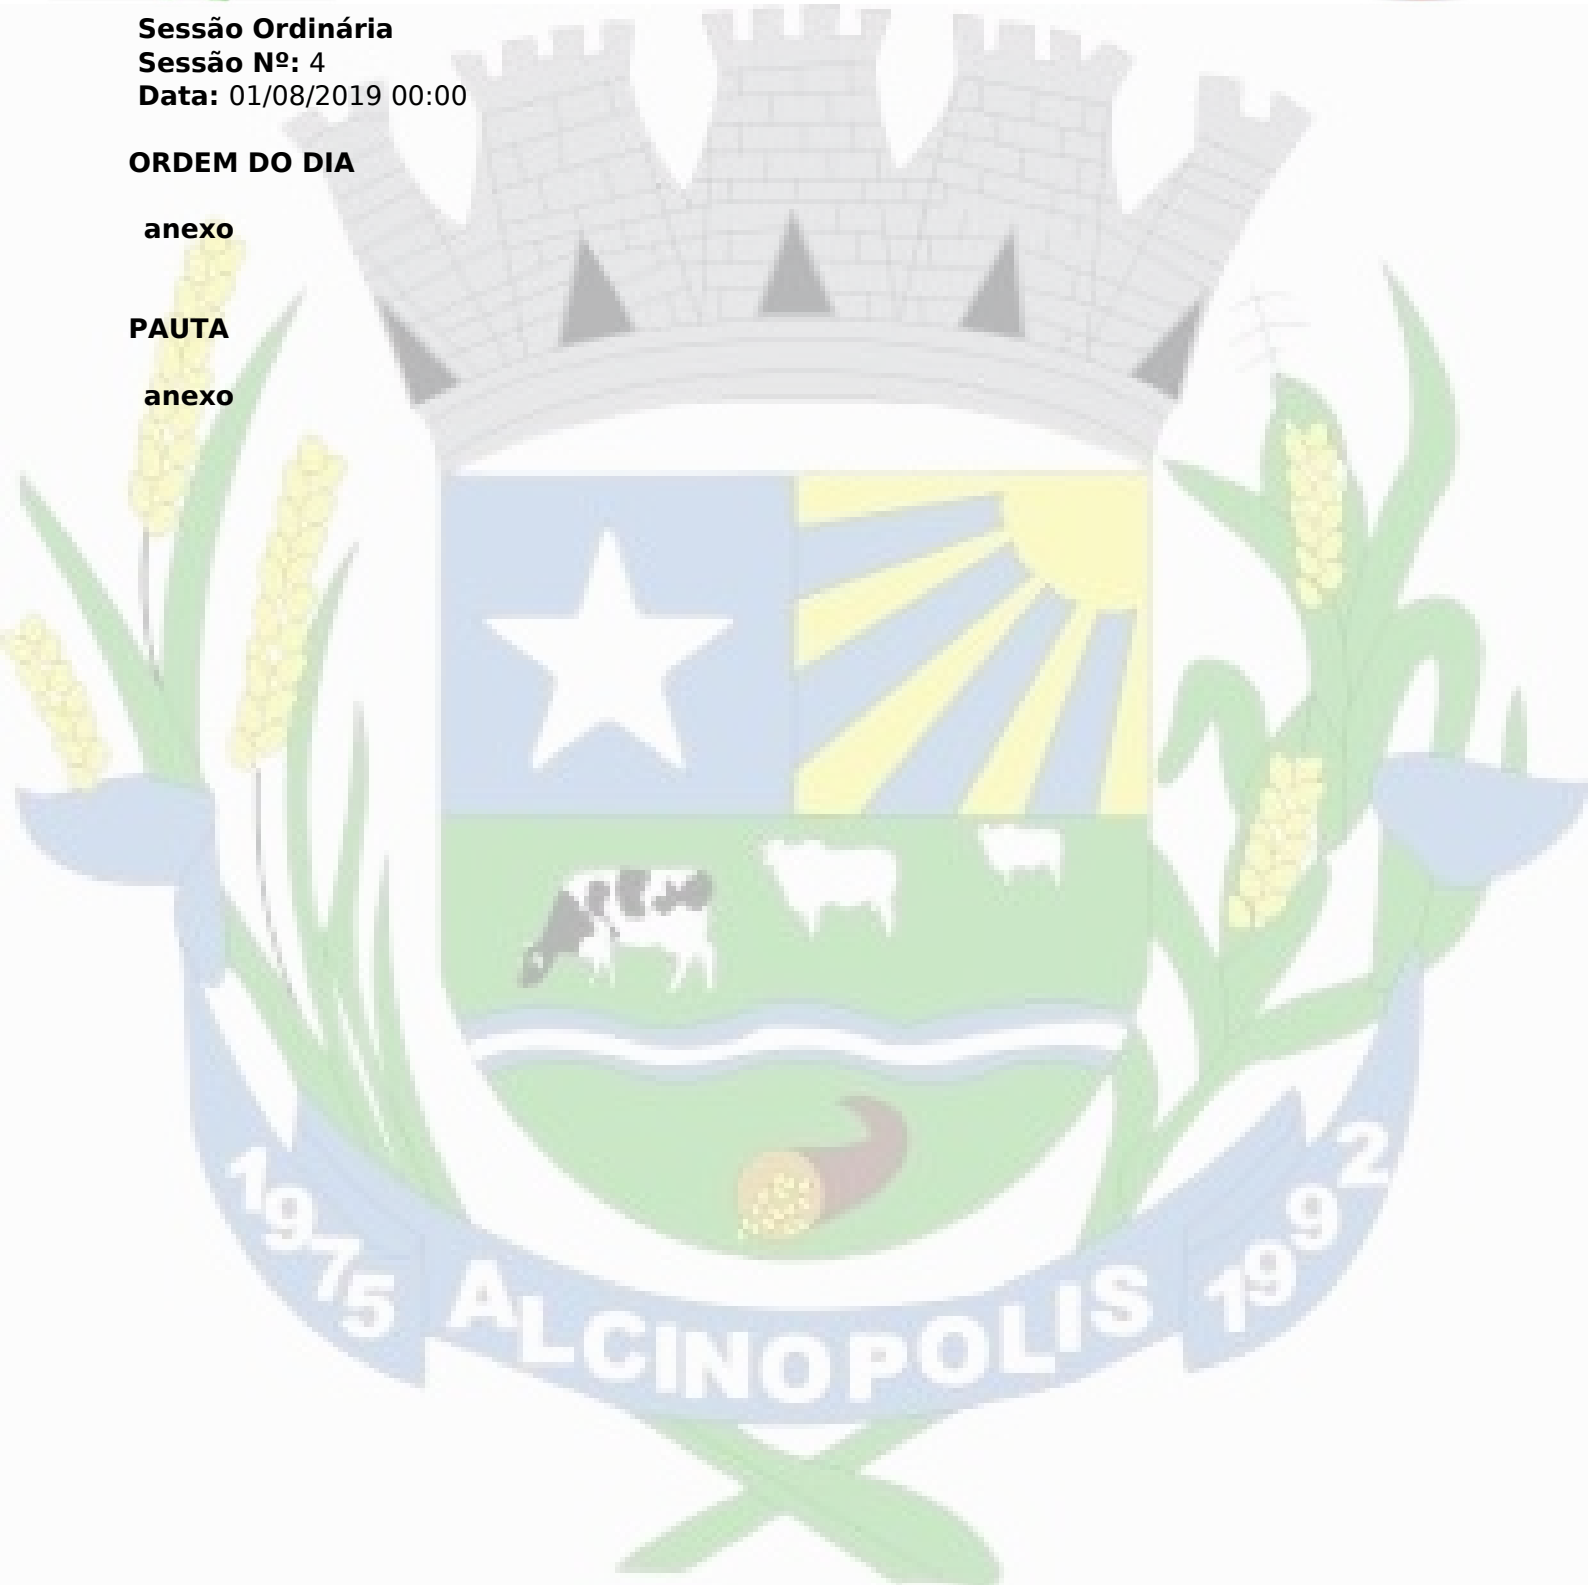 Sessão Ordinária
Sessão Nº: 4
Data: 01/08/2019 00:00
ORDEM DO DIA
anexo
PAUTA
anexo
1975
ALCINOPOLIS
1992